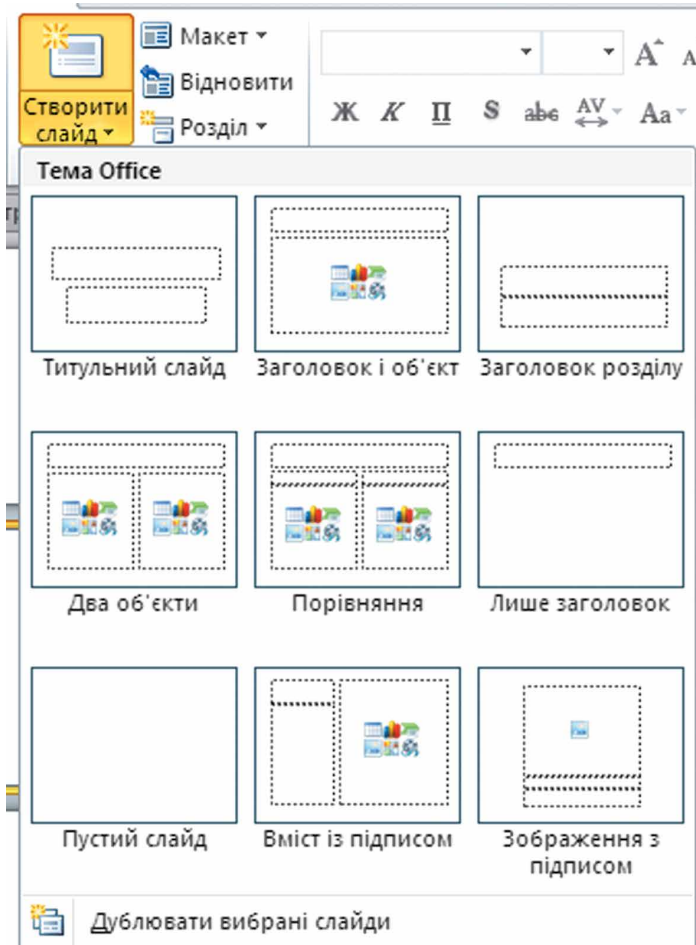 Створити
слайд
Макет
Відновити
Розділ
Ж К П S abc AV Aa
A A
Тема Office
Титульний слайд
Заголовок і об'єкт
Заголовок розділу
Два об'єкти
Порівняння
Лише заголовок
Пустий слайд
Вміст із підписом
Зображення з
підписом
Дублювати вибрані слайди